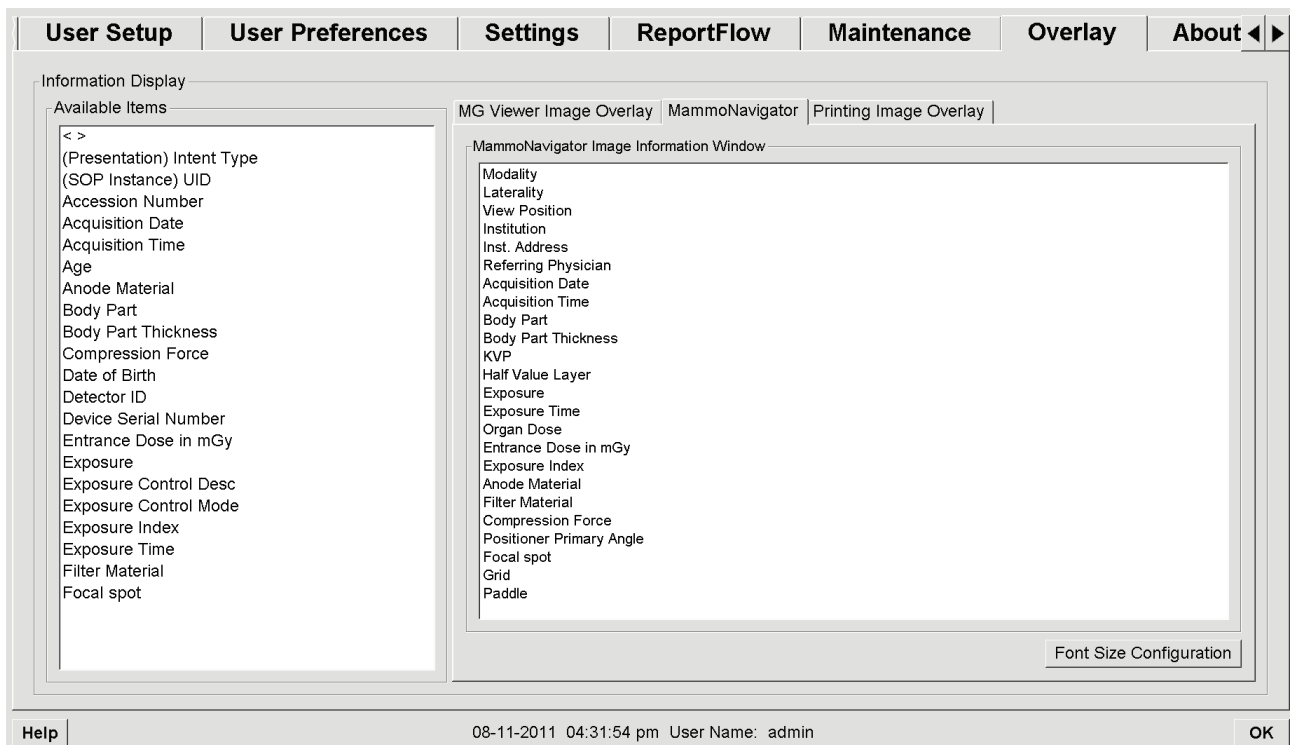 User Setup User Preferences Settings ReportFlow Maintenance Overlay About
Information Display
Available Items
< >
(Presentation) Intent Type
(SOP Instance) UID
Accession Number
Acquisition Date
Acquisition Time
Age
Anode Material
Body Part
Body Part Thickness
Compression Force
Date of Birth
Detector ID
Device Serial Number
Entrance Dose in mGy
Exposure
Exposure Control Desc
Exposure Control Mode
Exposure Index
Exposure Time
Filter Material
Focal spot
MG Viewer Image Overlay MammoNavigator Printing Image Overlay
MammoNavigator Image Information Window
Modality
Laterality
View Position
Institution
Inst. Address
Referring Physician
Acquisition Date
Acquisition Time
Body Part
Body Part Thickness
KVP
Half Value Layer
Exposure
Exposure Time
Organ Dose
Entrance Dose in mGy
Exposure Index
Anode Material
Filter Material
Compression Force
Positioner Primary Angle
Focal spot
Grid
Paddle
Font Size Configuration
Help 08-11-2011 04:31:54 pm User Name: admin OK